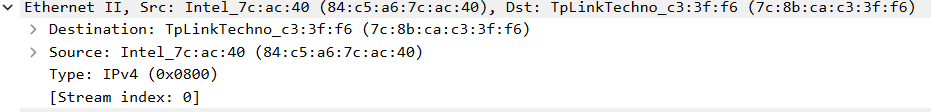 Ethernet II, Src: Intel_7c:ac:40 (84:c5:a6:7c:ac:40), Dst: TpLinkTechno_c3:3f:f6 (7c:8b:ca:c3:3f:f6)
Destination: TpLinkTechno_c3:3f:f6 (7c:8b:ca:c3:3f:f6)
Source: Intel_7c:ac:40 (84:c5:a6:7c:ac:40)
Type: IPv4 (0x0800)
[Stream index: 0]